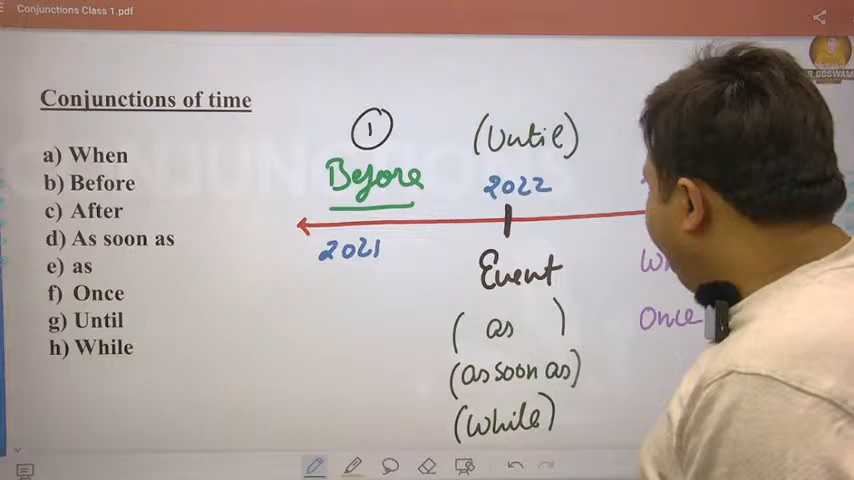 Conjunctions Class 1.pdf
Conjunctions of time
a) When
b) Before
c) After
d) As soon as
e) as
f) Once
g) Until
h) While
1
Before
(Until)
2022
2021
Event
(as)
(as soon as)
(while)
Once